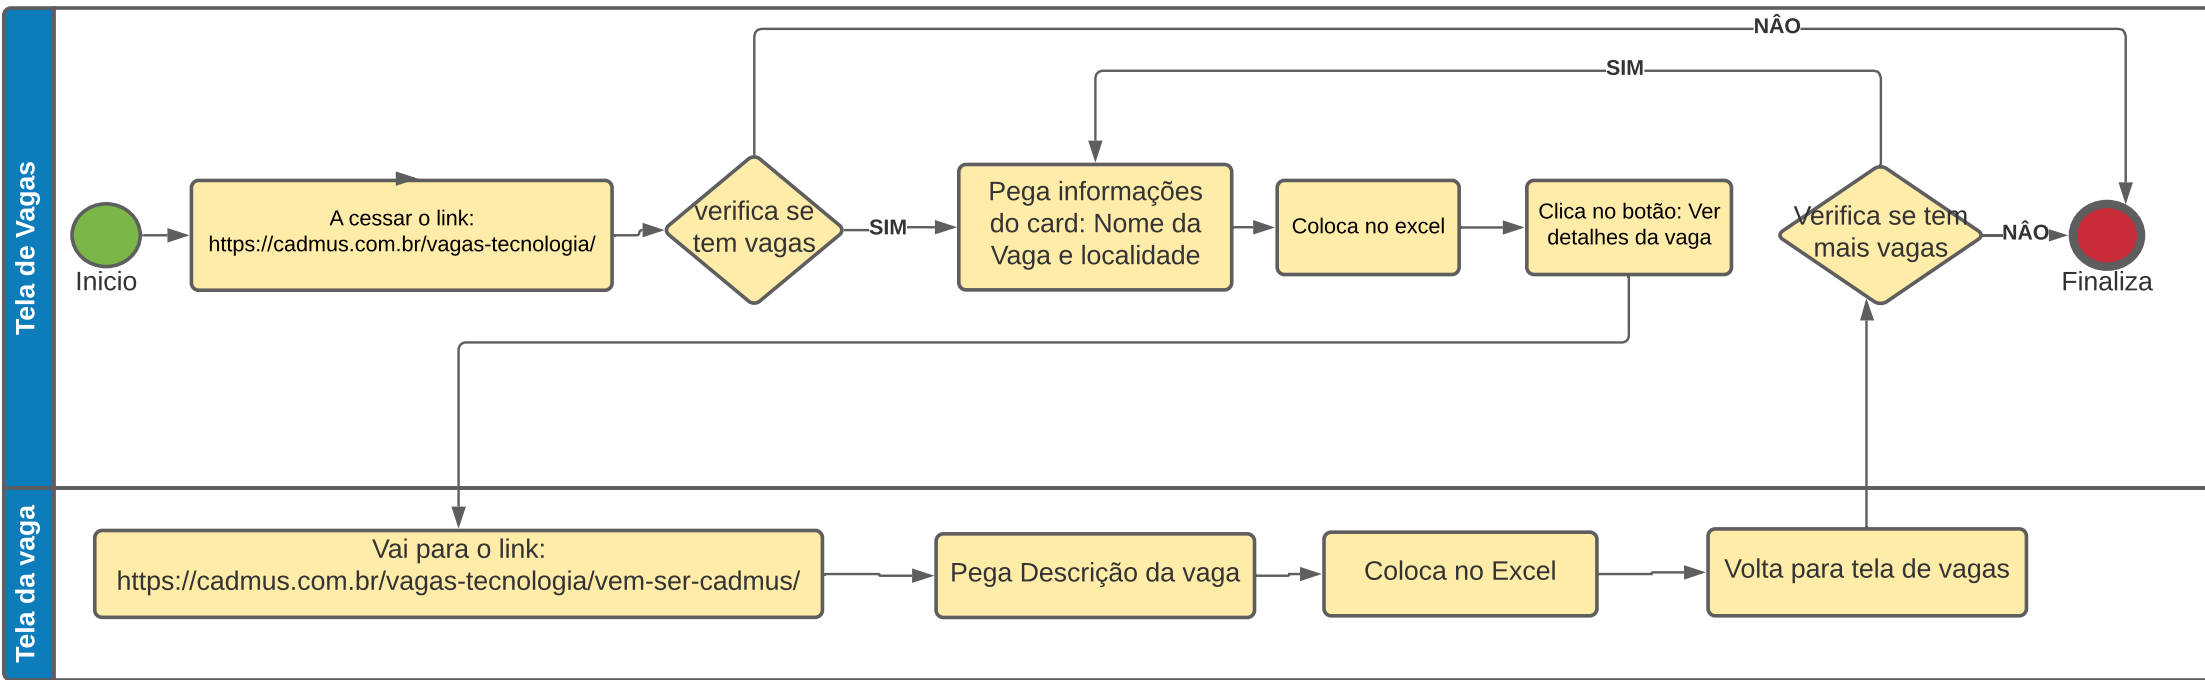 Tela de Vagas
NÂO
SIM
Inicio
A cessar o link:
https://cadmus.com.br/vagas-tecnologia/
verifica se
tem vagas
SIM
Pega informações
do card: Nome da
Vaga e localidade
Coloca no excel
Clica no botão: Ver
detalhes da vaga
Verifica se tem
mais vagas
NÂO
Finaliza
Tela da vaga
Vai para o link:
https://cadmus.com.br/vagas-tecnologia/vem-ser-cadmus/
Pega Descrição da vaga
Coloca no Excel
Volta para tela de vagas